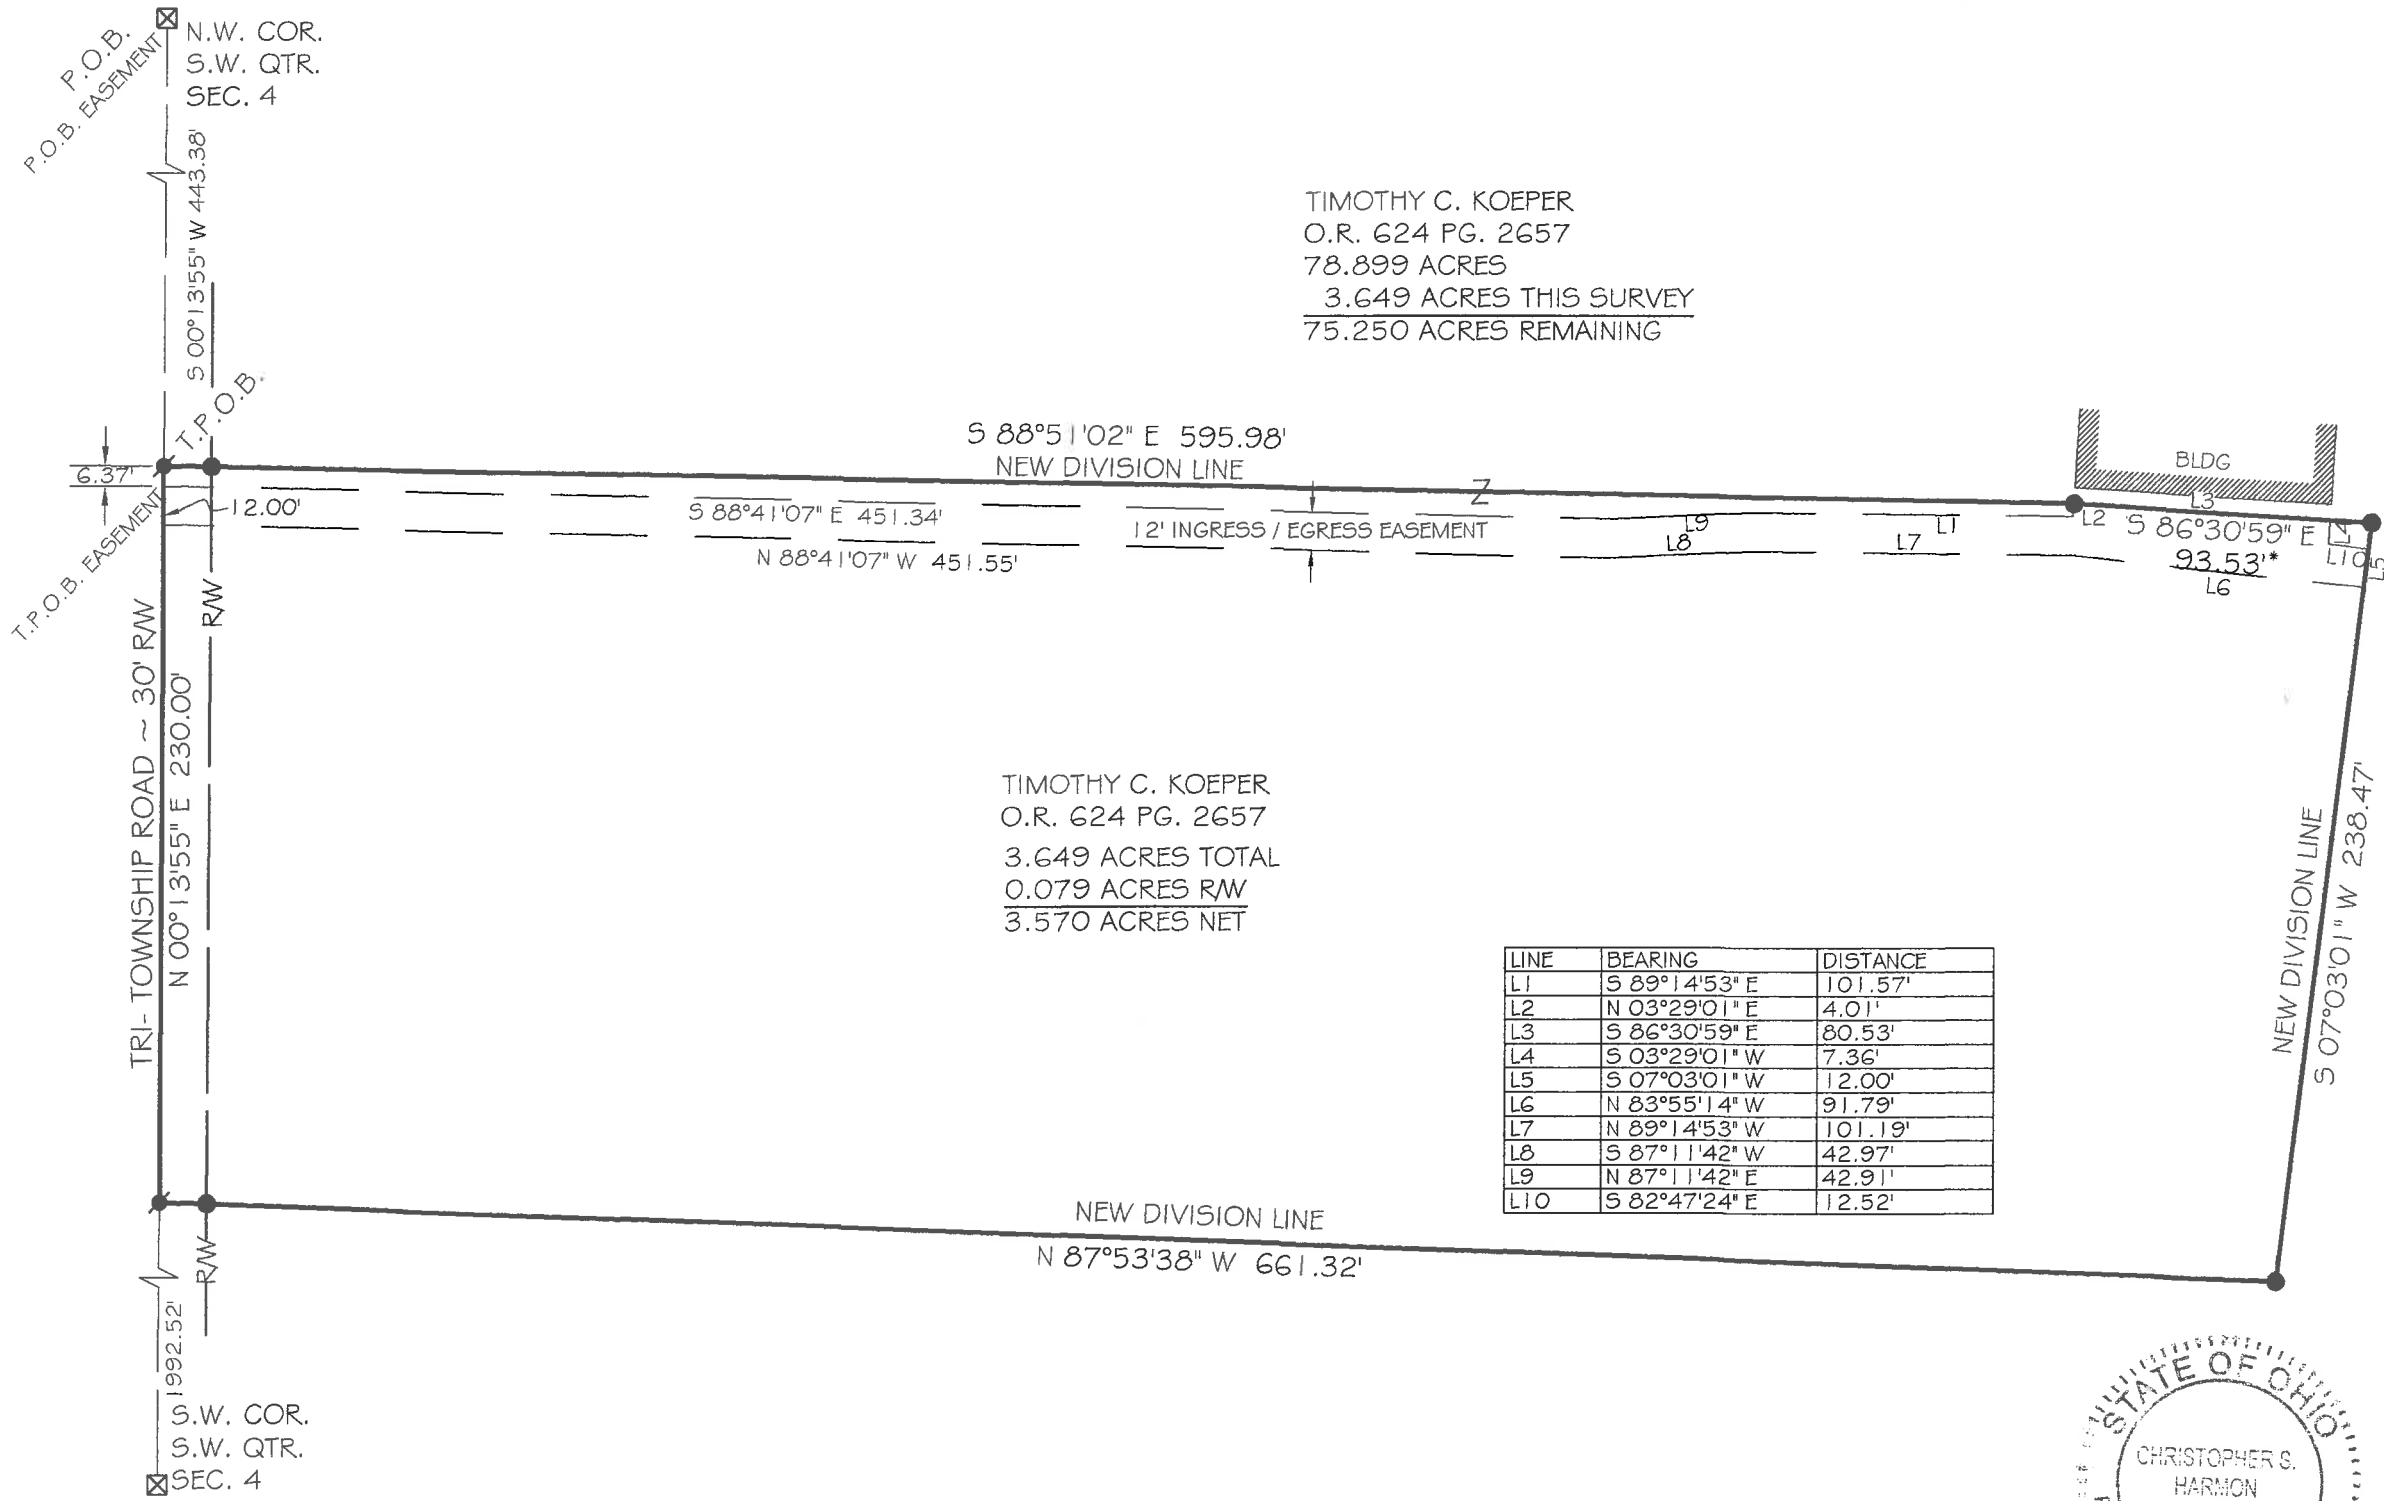 P.O.B.
P.O.B. EASEMENT
N.W. COR.
S.W. QTR.
SEC. 4
S 00°13'55" W 443.38'
TIMOTHY C. KOEPER
O.R. 624 PG. 2657
78.899 ACRES
3.649 ACRES THIS SURVEY
75.250 ACRES REMAINING
T.P.O.B.
6.37'
T.P.O.B. EASEMENT
12.00'
S 88°51'02" E 595.98'
NEW DIVISION LINE
Z
S 88°41'07" E 451.34'
12' INGRESS / EGRESS EASEMENT
N 88°41'07" W 451.55'
L9
L8
L1
L7
BLDG
L3
L2
S 86°30'59" E
93.53'*
L4
L10
L5
L6
TRI- TOWNSHIP ROAD ~ 30' R/W
N 00°13'55" E 230.00'
R/W
TIMOTHY C. KOEPER
O.R. 624 PG. 2657
3.649 ACRES TOTAL
0.079 ACRES R/W
3.570 ACRES NET
NEW DIVISION LINE
S 07°03'01" W 238.47'
LINE BEARING DISTANCE
L1 S 89°14'53" E 101.57'
L2 N 03°29'01" E 4.01'
L3 S 86°30'59" E 80.53'
L4 S 03°29'01" W 7.36'
L5 S 07°03'01" W 12.00'
L6 N 83°55'14" W 91.79'
L7 N 89°14'53" W 101.19'
L8 S 87°11'42" W 42.97'
L9 N 87°11'42" E 42.91'
L10 S 82°47'24" E 12.52'
NEW DIVISION LINE
N 87°53'38" W 661.32'
R/W
1992.52'
S.W. COR.
S.W. QTR.
SEC. 4
STATE OF OHIO
CHRISTOPHER S.
HARMON